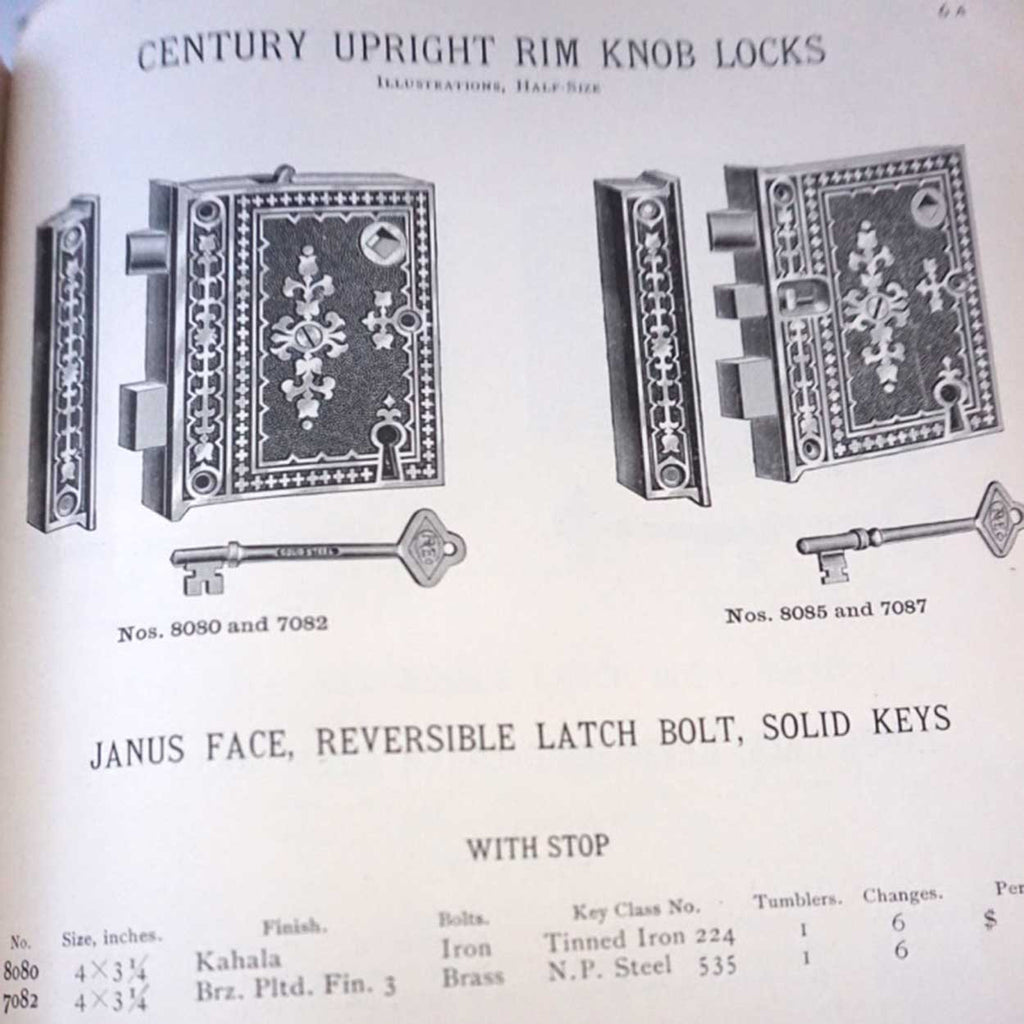 6A
CENTURY UPRIGHT RIM KNOB LOCKS
ILLUSTRATIONS, HALF SIZE
SOLID STEEL
Nos. 8080 and 7082
Nos. 8085 and 7087
JANUS FACE, REVERSIBLE LATCH BOLT, SOLID KEYS
WITH STOP
No. Size, inches. Finish. Bolts. Key Class No. Tumblers. Changes. Per
8080 4×3¼ Kahala Iron Tinned Iron 224 1 6 $
7082 4×3¼ Brz. Pltd. Fin. 3 Brass N.P. Steel 535 1 6